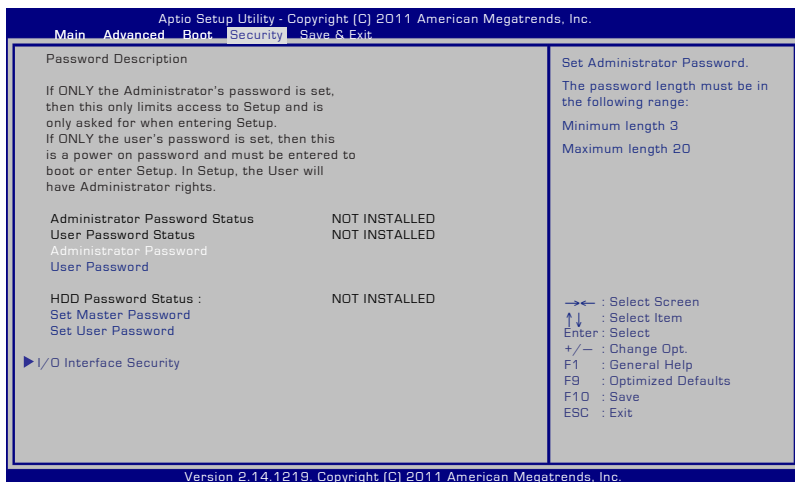 Aptio Setup Utility - Copyright (C) 2011 American Megatrends, Inc.
Main Advanced Boot Security Save & Exit
Password Description
If ONLY the Administrator's password is set,
then this only limits access to Setup and is
only asked for when entering Setup.
If ONLY the user's password is set, then this
is a power on password and must be entered to
boot or enter Setup. In Setup, the User will
have Administrator rights.
Administrator Password Status NOT INSTALLED
User Password Status NOT INSTALLED
Administrator Password
User Password
HDD Password Status : NOT INSTALLED
Set Master Password
Set User Password
I/O Interface Security
Set Administrator Password.
The password length must be in
the following range:
Minimum length 3
Maximum length 20
→← : Select Screen
↑↓ : Select Item
Enter : Select
+/— : Change Opt.
F1 : General Help
F9 : Optimized Defaults
F10 : Save
ESC : Exit
Version 2.14.1219. Copyright (C) 2011 American Megatrends, Inc.